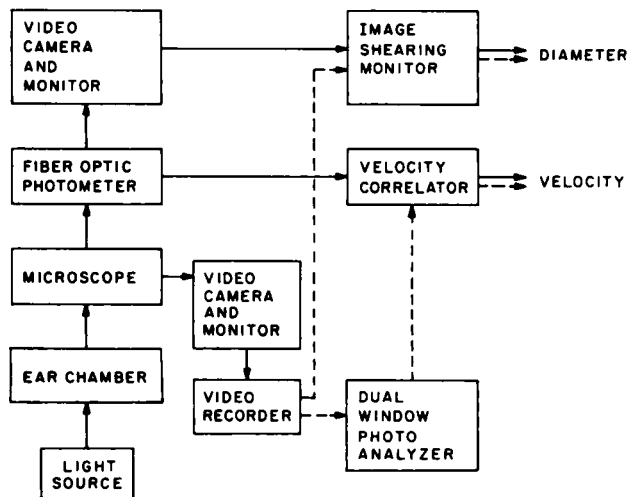 VIDEO
CAMERA
AND
MONITOR
IMAGE
SHEARING
MONITOR
DIAMETER
FIBER OPTIC
PHOTOMETER
VELOCITY
CORRELATOR
VELOCITY
MICROSCOPE
VIDEO
CAMERA
AND
MONITOR
EAR CHAMBER
VIDEO
RECORDER
DUAL
WINDOW
PHOTO
ANALYZER
LIGHT
SOURCE